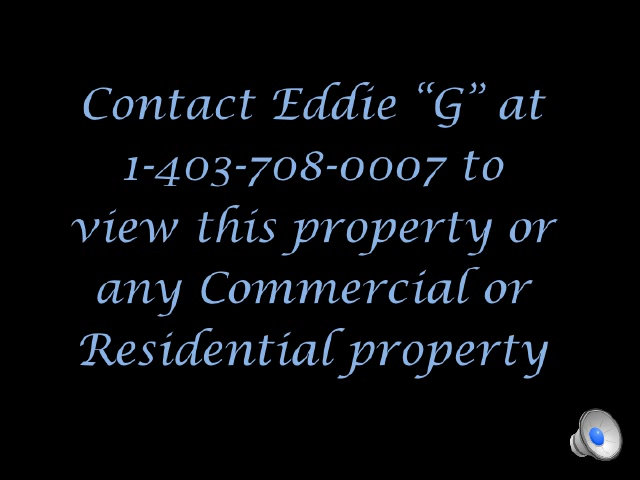 Contact Eddie “G” at
1-403-708-0007 to
view this property or
any Commercial or
Residential property